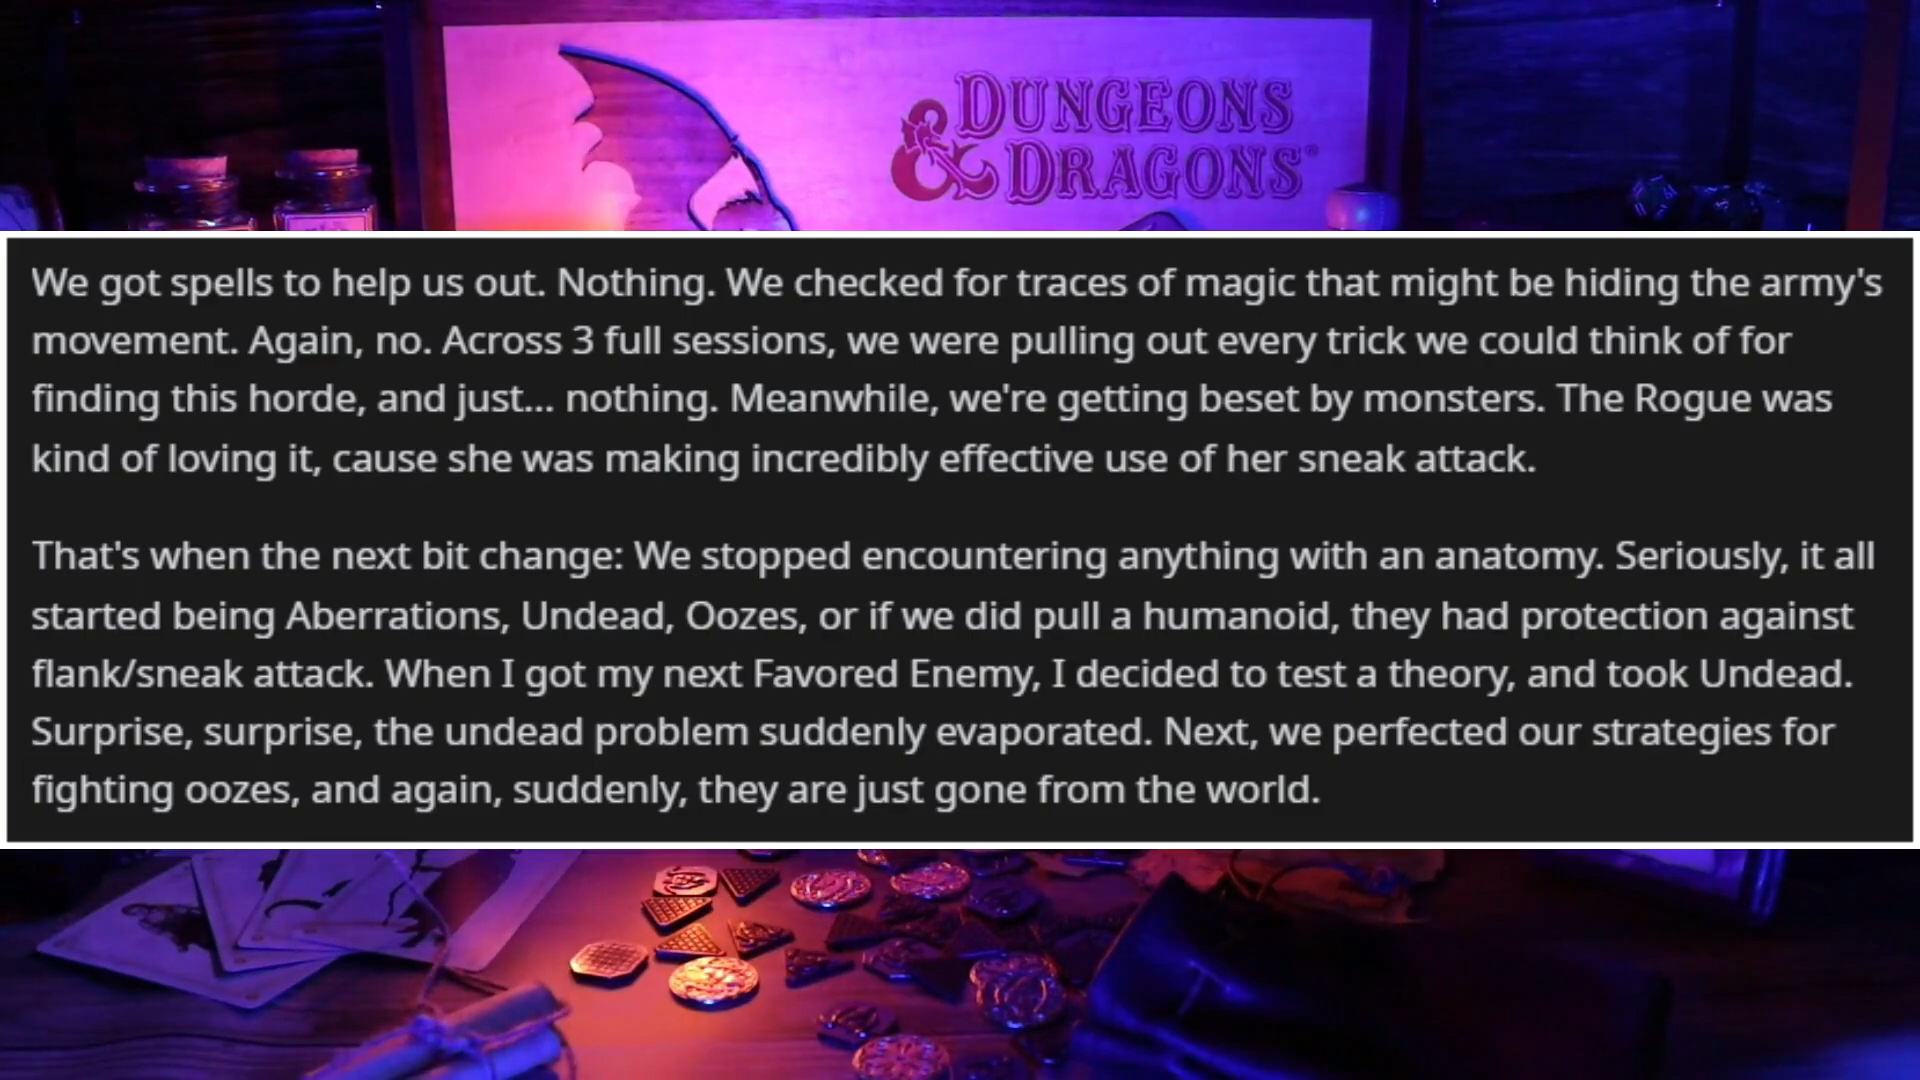 DUNGEONS
& DRAGONS
We got spells to help us out. Nothing. We checked for traces of magic that might be hiding the army's
movement. Again, no. Across 3 full sessions, we were pulling out every trick we could think of for
finding this horde, and just... nothing. Meanwhile, we're getting beset by monsters. The Rogue was
kind of loving it, cause she was making incredibly effective use of her sneak attack.
That's when the next bit change: We stopped encountering anything with an anatomy. Seriously, it all
started being Aberrations, Undead, Oozes, or if we did pull a humanoid, they had protection against
flank/sneak attack. When I got my next Favored Enemy, I decided to test a theory, and took Undead.
Surprise, surprise, the undead problem suddenly evaporated. Next, we perfected our strategies for
fighting oozes, and again, suddenly, they are just gone from the world.